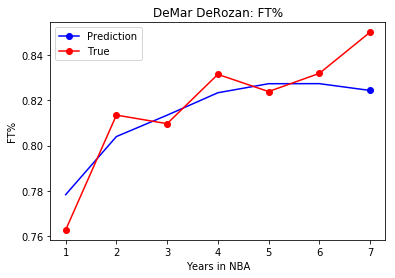 DeMar DeRozan: FT%
Prediction
True
0.84
0.82
0.80
0.78
0.76
FT%
1 2 3 4 5 6 7
Years in NBA